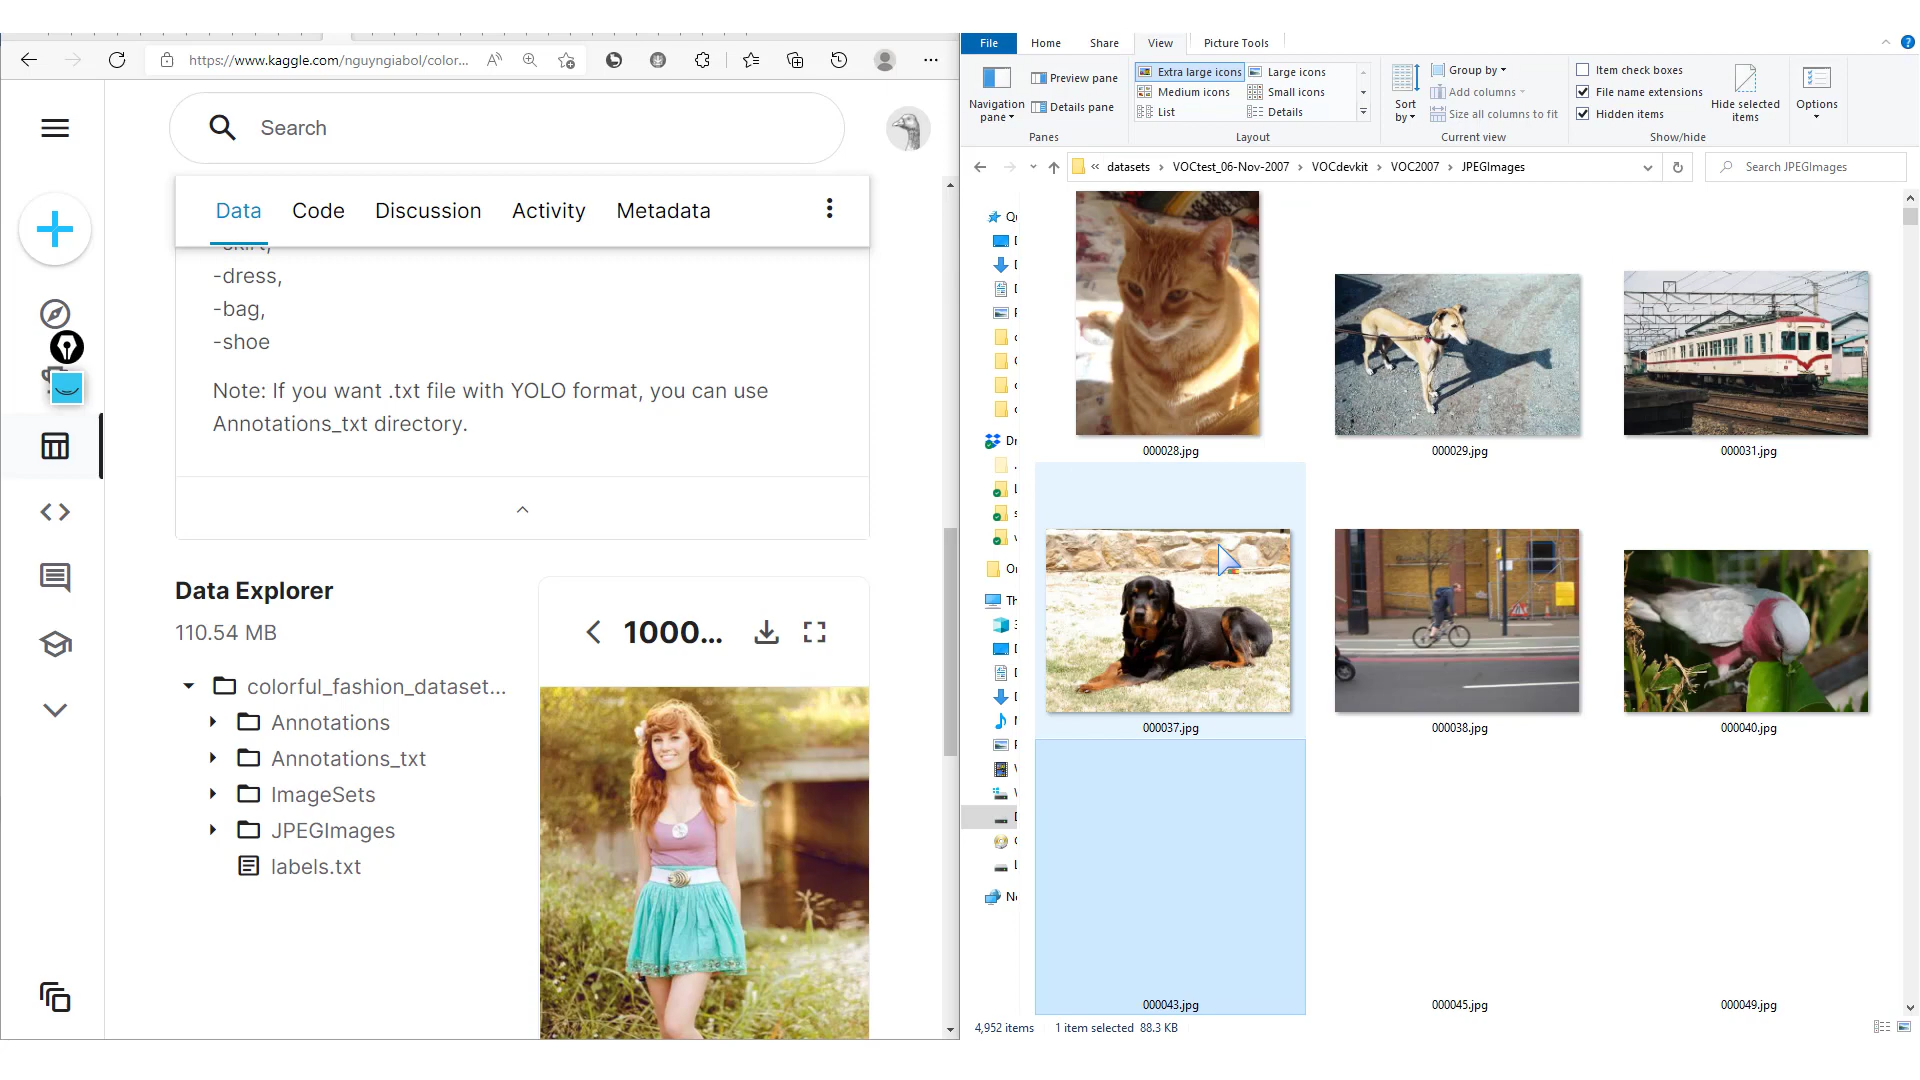 https://www.kaggle.com/nguyngiabol/color...
Search
Data Code Discussion Activity Metadata
-dress,
-bag,
-shoe
Note: If you want .txt file with YOLO format, you can use
Annotations_txt directory.
Data Explorer
110.54 MB
1000...
colorful_fashion_dataset...
Annotations
Annotations_txt
ImageSets
JPEGImages
labels.txt
File Home Share View Picture Tools
Navigation pane
Preview pane
Details pane
Panes
Extra large icons Large icons
Medium icons Small icons
List Details
Layout
Sort by
Group by
Add columns
Size all columns to fit
Current view
Item check boxes
File name extensions
Hidden items
Hide selected items
Show/hide
Options
« datasets > VOCtest_06-Nov-2007 > VOCdevkit > VOC2007 > JPEGImages
Search JPEGImages
000028.jpg 000029.jpg 000031.jpg
000037.jpg 000038.jpg 000040.jpg
000043.jpg 000045.jpg 000049.jpg
4,952 items 1 item selected 88.3 KB